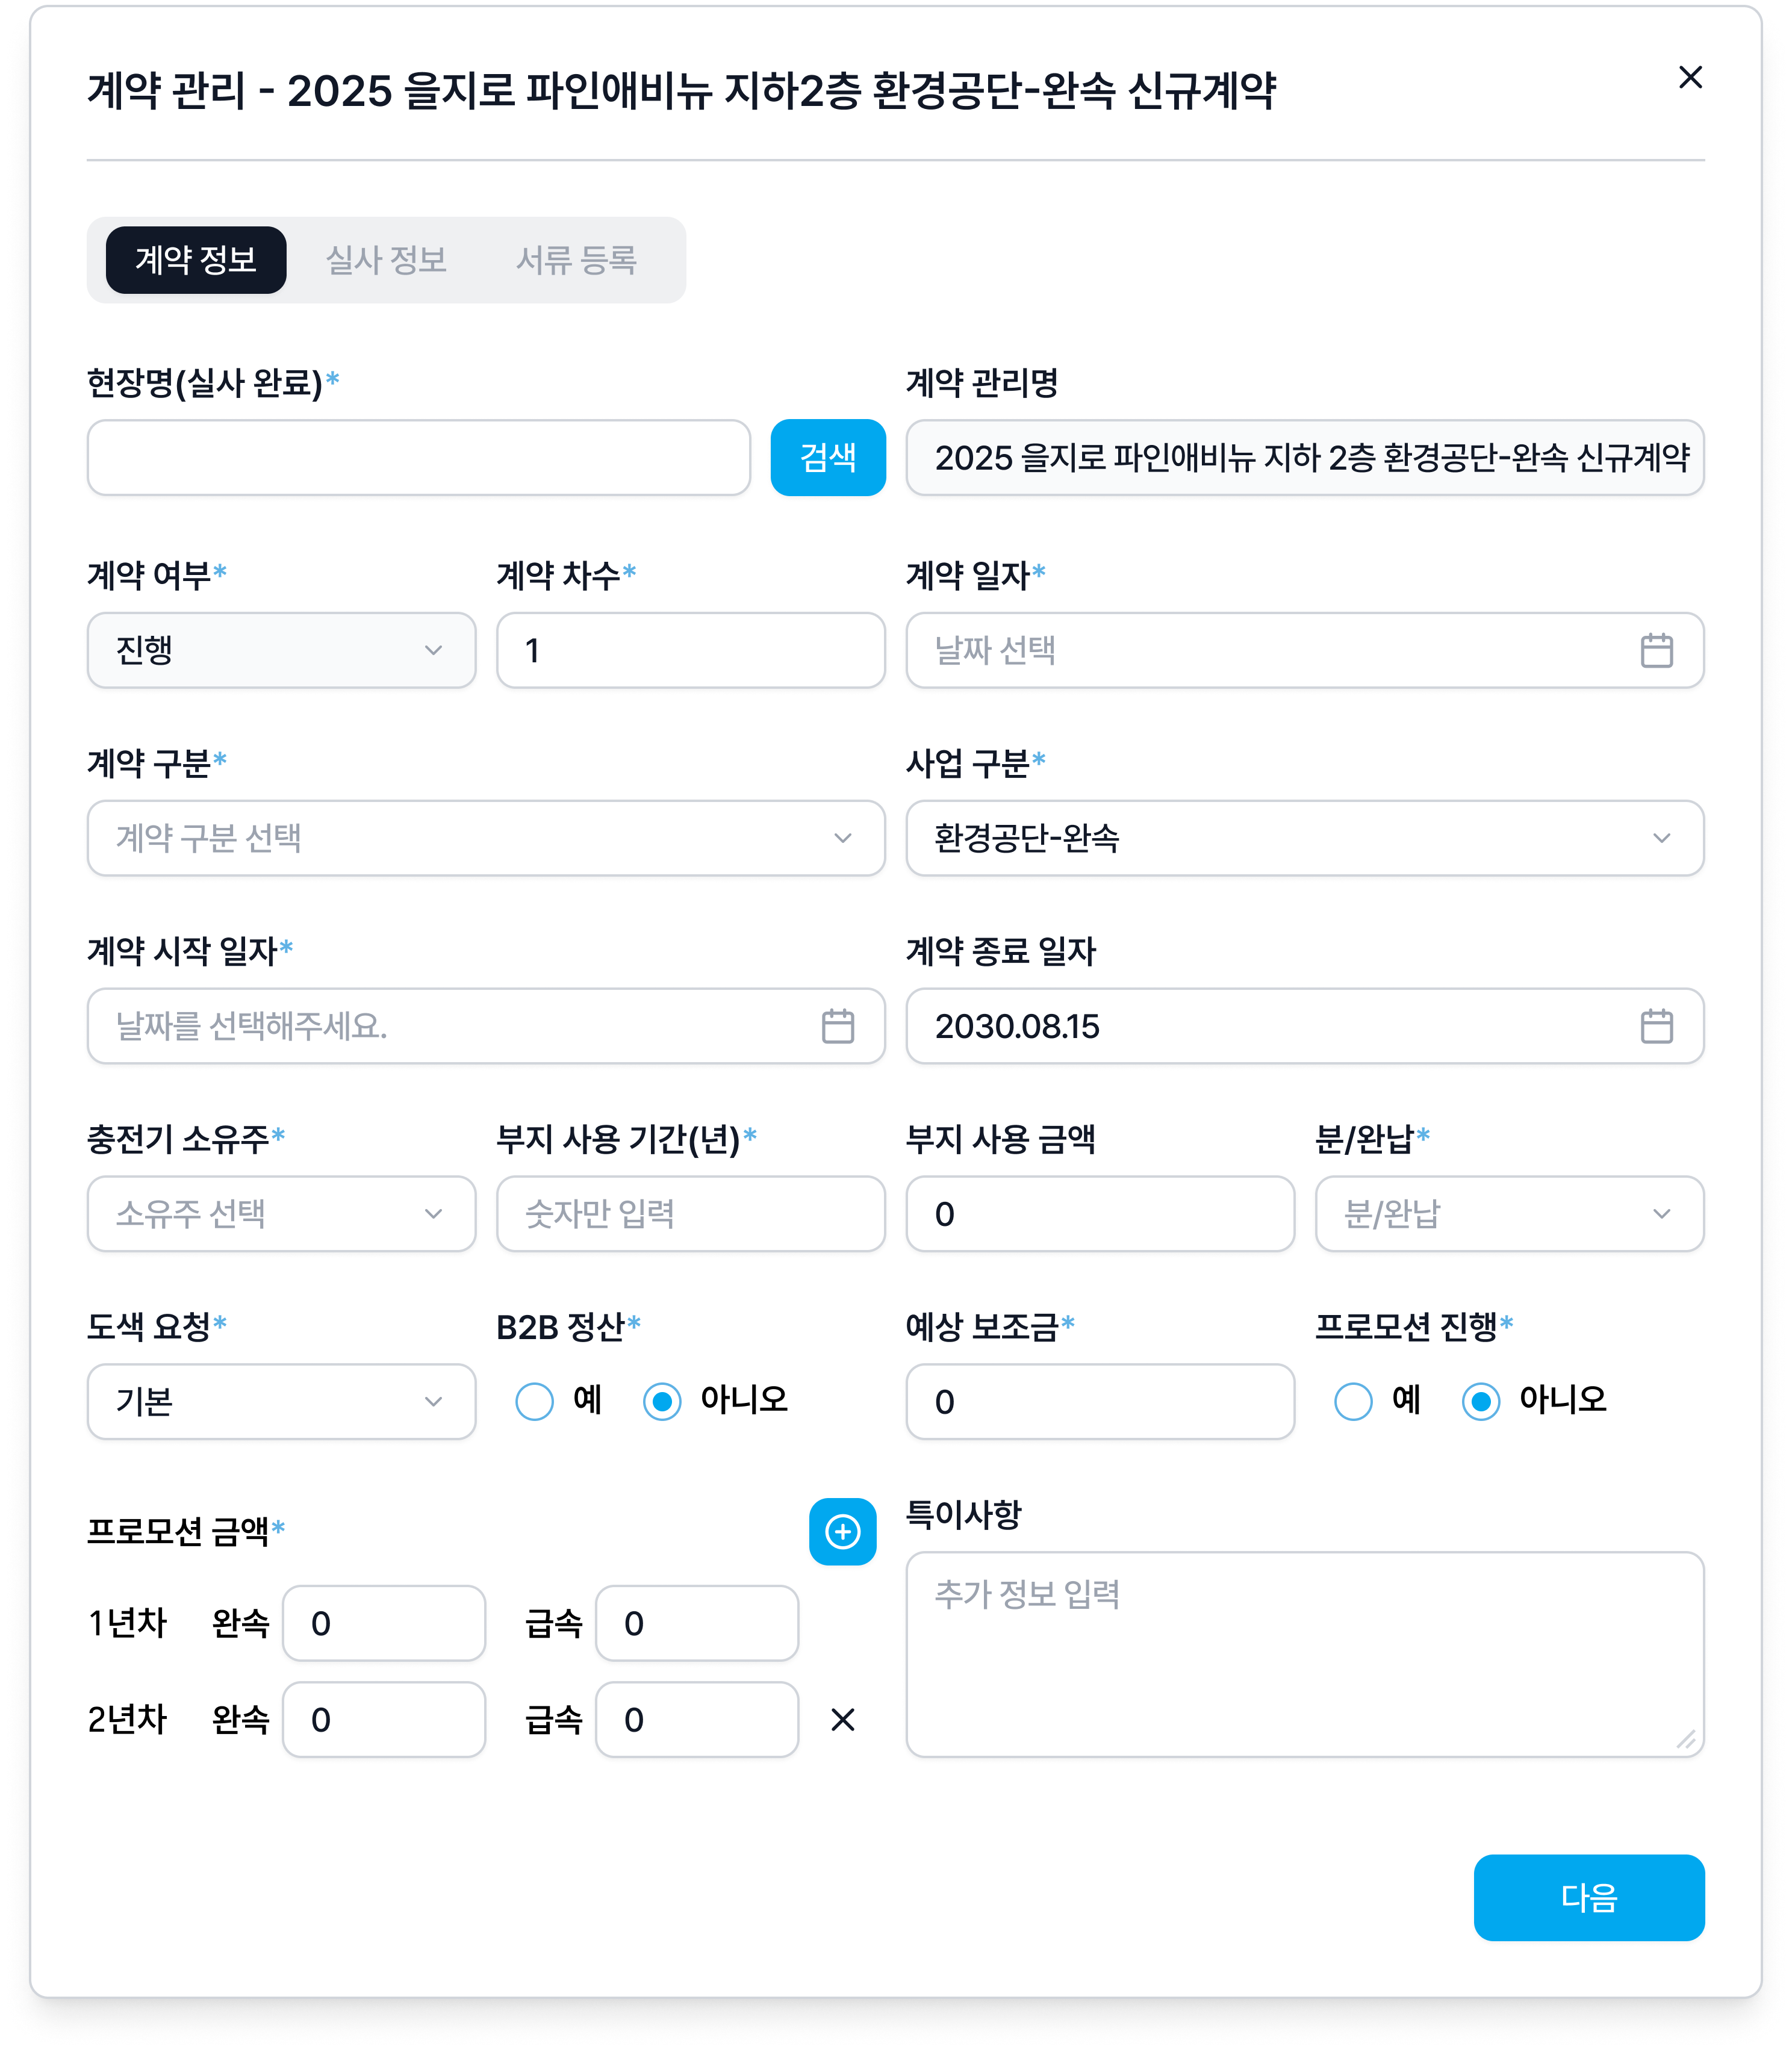 계약 관리 - 2025 을지로 파인애비뉴 지하2층 환경공단-완속 신규계약
계약 정보 실사 정보 서류 등록
현장명(실사 완료)* 계약 관리명
검색 2025 을지로 파인애비뉴 지하 2층 환경공단-완속 신규계약
계약 여부* 계약 차수* 계약 일자*
진행 1 날짜 선택
계약 구분* 사업 구분*
계약 구분 선택 환경공단-완속
계약 시작 일자* 계약 종료 일자
날짜를 선택해주세요. 2030.08.15
충전기 소유주* 부지 사용 기간(년)* 부지 사용 금액 분/완납*
소유주 선택 숫자만 입력 0 분/완납
도색 요청* B2B 정산* 예상 보조금* 프로모션 진행*
기본 예 아니오 0 예 아니오
프로모션 금액* 특이사항
추가 정보 입력
1년차 완속 0 급속 0
2년차 완속 0 급속 0
다음